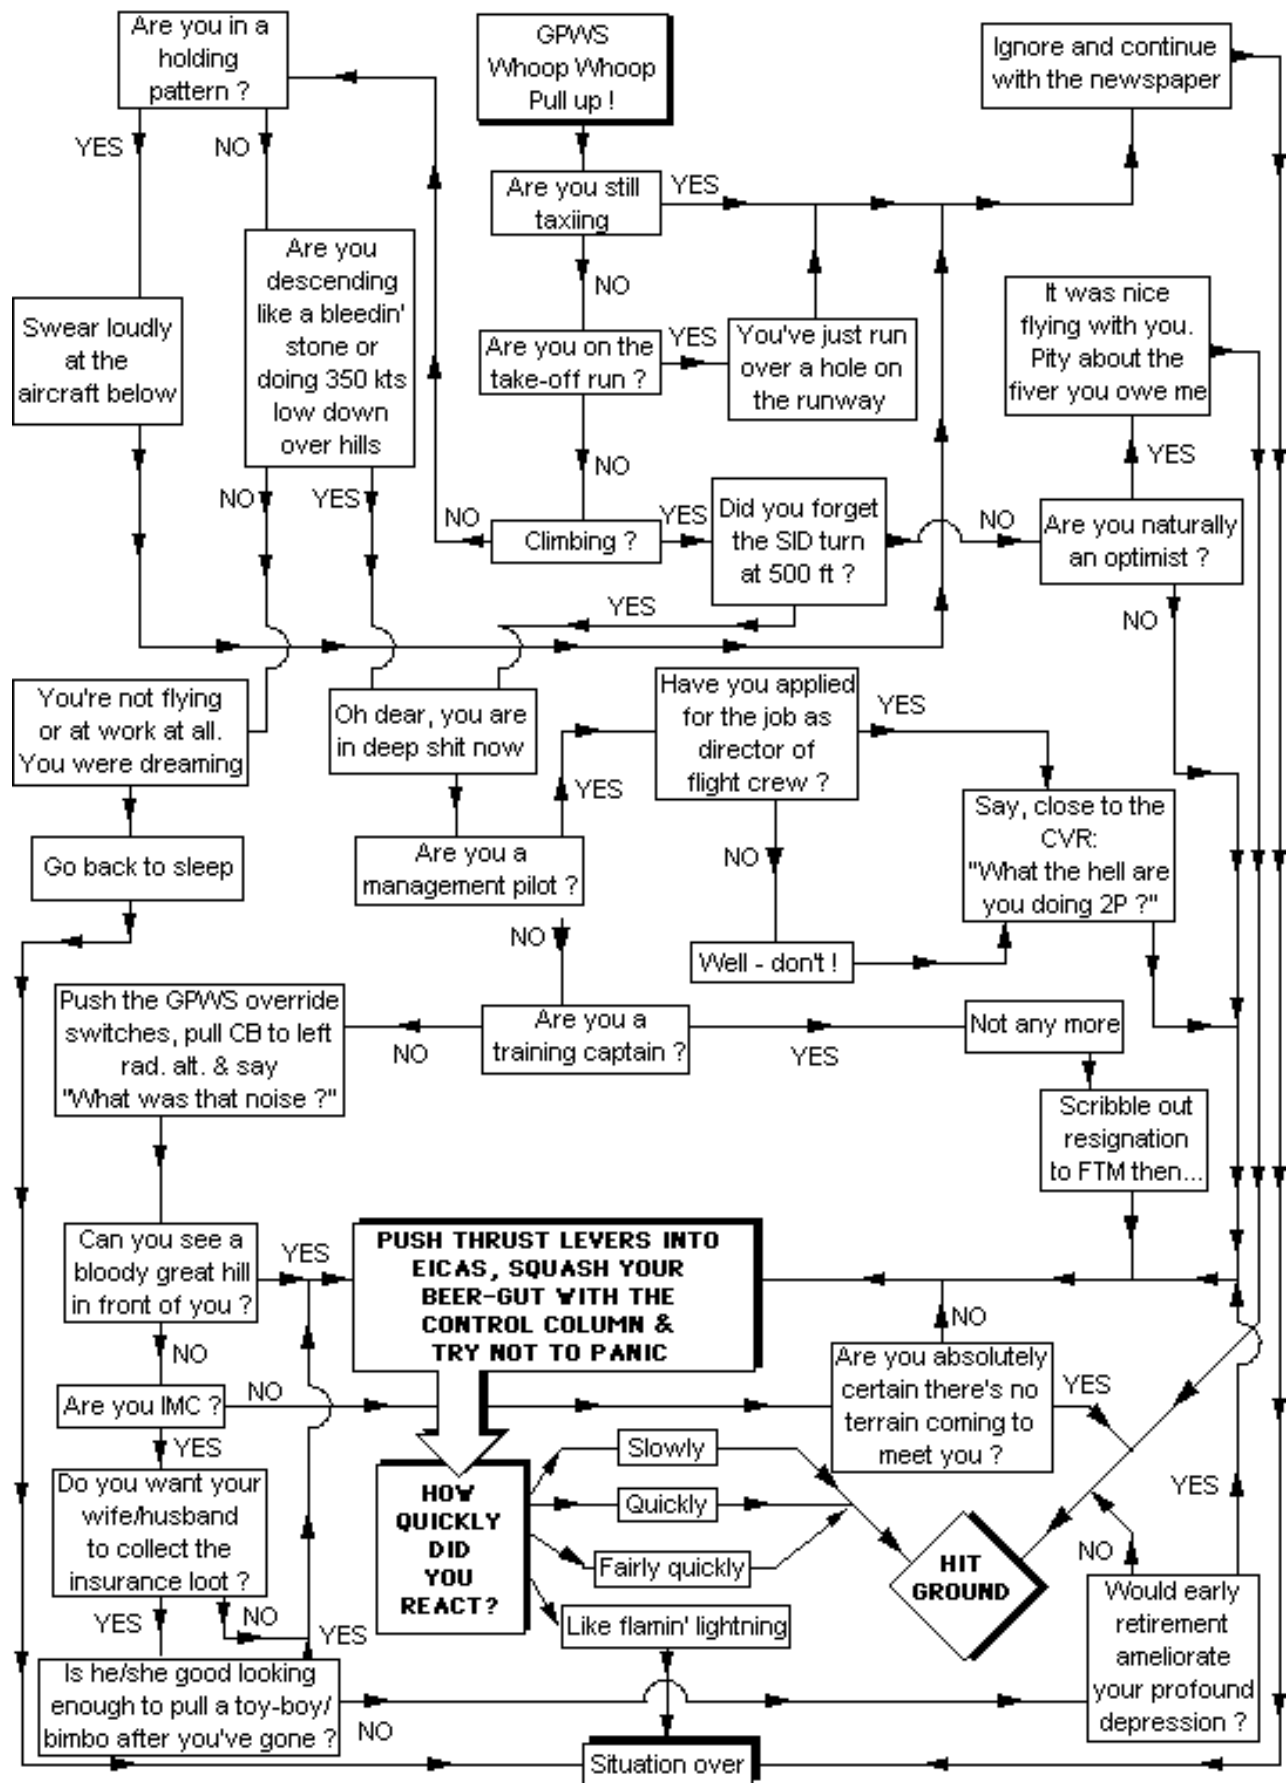 Are you in a
holding
pattern ?
GPWS
Whoop Whoop
Pull up !
Ignore and continue
with the newspaper
YES
NO
Are you still
taxiing
YES
NO
Are you
descending
like a bleedin'
stone or
doing 350 kts
low down
over hills
Swear loudly
at the
aircraft below
Are you on the
take-off run ?
YES
You've just run
over a hole on
the runway
It was nice
flying with you.
Pity about the
fiver you owe me
NO
YES
NO
YES
NO
Climbing ?
YES
Did you forget
the SID turn
at 500 ft ?
NO
Are you naturally
an optimist ?
YES
NO
You're not flying
or at work at all.
You were dreaming
Oh dear, you are
in deep shit now
Have you applied
for the job as
director of
flight crew ?
YES
YES
Go back to sleep
Are you a
management pilot ?
NO
Say, close to the
CVR:
"What the hell are
you doing 2P ?"
NO
Well - don't !
Push the GPWS override
switches, pull CB to left
rad. alt. & say
"What was that noise ?"
NO
Are you a
training captain ?
YES
Not any more
Scribble out
resignation
to FTM then...
Can you see a
bloody great hill
in front of you ?
YES
PUSH THRUST LEVERS INTO
EICAS, SQUASH YOUR
BEER-GUT WITH THE
CONTROL COLUMN &
TRY NOT TO PANIC
NO
NO
Are you absolutely
certain there's no
terrain coming to
meet you ?
YES
Are you IMC ?
NO
YES
Do you want your
wife/husband
to collect the
insurance loot ?
HOW
QUICKLY
DID
YOU
REACT?
Slowly
Quickly
Fairly quickly
Like flamin' lightning
HIT
GROUND
YES
NO
Would early
retirement
ameliorate
your profound
depression ?
YES
NO
YES
Is he/she good looking
enough to pull a toy-boy/
bimbo after you've gone ?
NO
Situation over